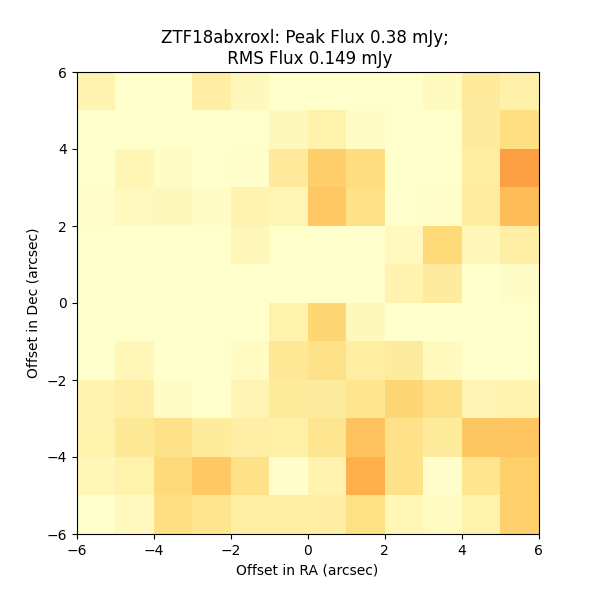 ZTF18abxroxl: Peak Flux 0.38 mJy;
RMS Flux 0.149 mJy
6
4
2
0
−2
−4
−6
Offset in Dec (arcsec)
−6 −4 −2 0 2 4 6
Offset in RA (arcsec)